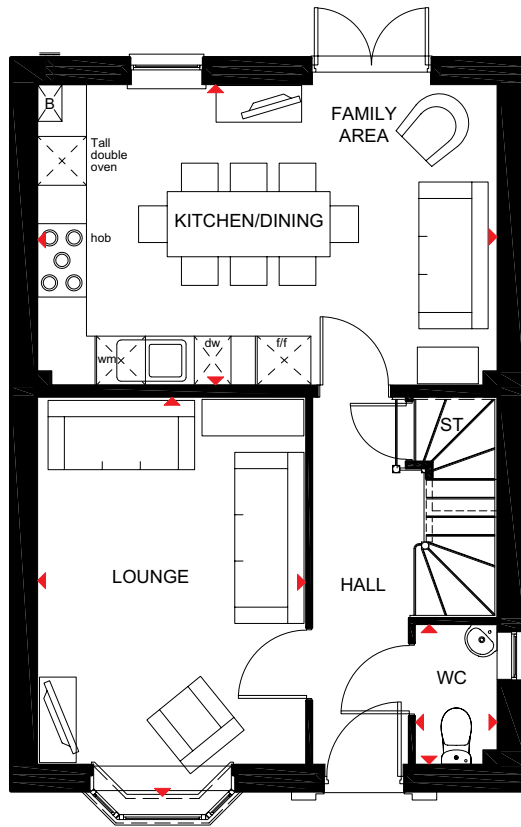 B
FAMILY
AREA
Tall
double
oven
KITCHEN/DINING
hob
wm
dw
f/f
ST
LOUNGE
HALL
WC